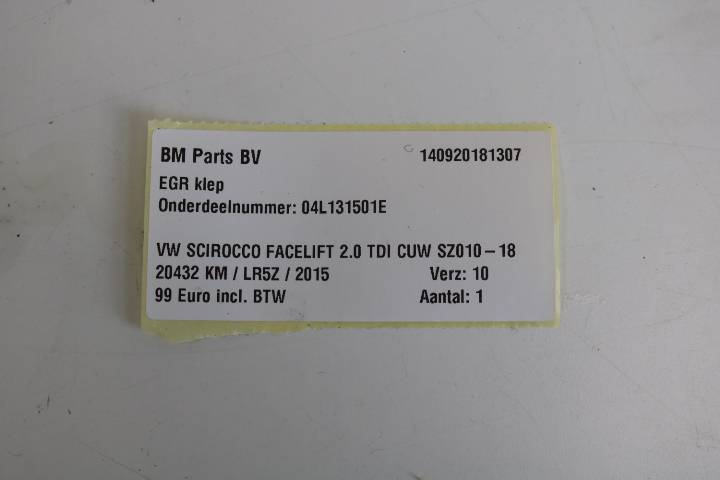 BM Parts BV 140920181307
EGR klep
Onderdeelnummer: 04L131501E
VW SCIROCCO FACELIFT 2.0 TDI CUW SZ010-18
20432 KM / LR5Z / 2015 Verz: 10
99 Euro incl. BTW Aantal: 1